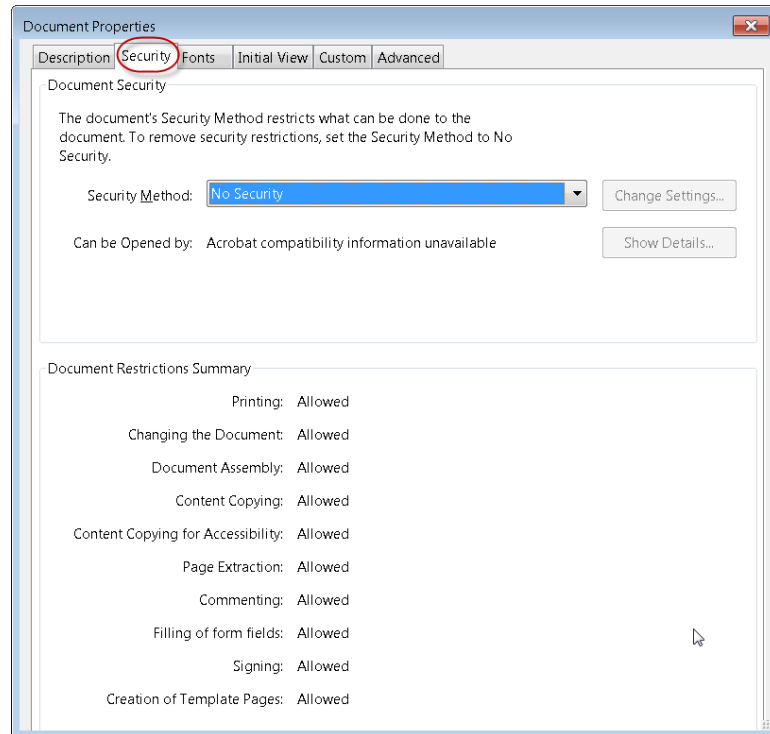 Document Properties
Description Security Fonts Initial View Custom Advanced
Document Security
The document's Security Method restricts what can be done to the
document. To remove security restrictions, set the Security Method to No
Security.
Security Method: No Security Change Settings...
Can be Opened by: Acrobat compatibility information unavailable Show Details...
Document Restrictions Summary
Printing: Allowed
Changing the Document: Allowed
Document Assembly: Allowed
Content Copying: Allowed
Content Copying for Accessibility: Allowed
Page Extraction: Allowed
Commenting: Allowed
Filling of form fields: Allowed
Signing: Allowed
Creation of Template Pages: Allowed